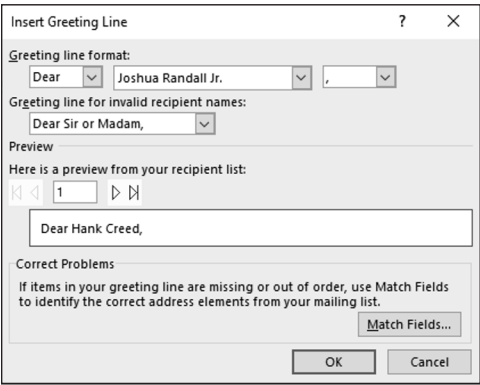 Insert Greeting Line ? X
Greeting line format:
Dear Joshua Randall Jr. ,
Greeting line for invalid recipient names:
Dear Sir or Madam,
Preview
Here is a preview from your recipient list:
1
Dear Hank Creed,
Correct Problems
If items in your greeting line are missing or out of order, use Match Fields
to identify the correct address elements from your mailing list.
Match Fields...
OK Cancel